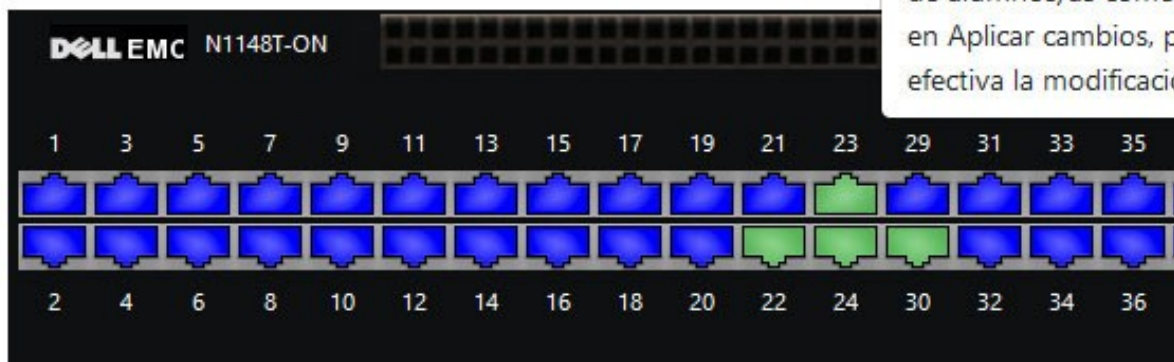 en Aplicar cambios, p
efectiva la modificaci
DELL EMC N1148T-ON
1 3 5 7 9 11 13 15 17 19 21 23 29 31 33 35
2 4 6 8 10 12 14 16 18 20 22 24 30 32 34 36